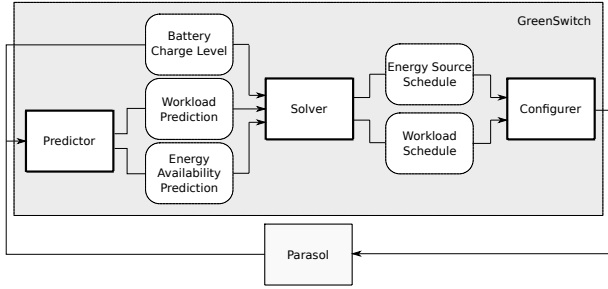 GreenSwitch
Battery
Charge Level
Energy Source
Schedule
Workload
Prediction
Solver
Configurer
Predictor
Workload
Schedule
Energy
Availability
Prediction
Parasol